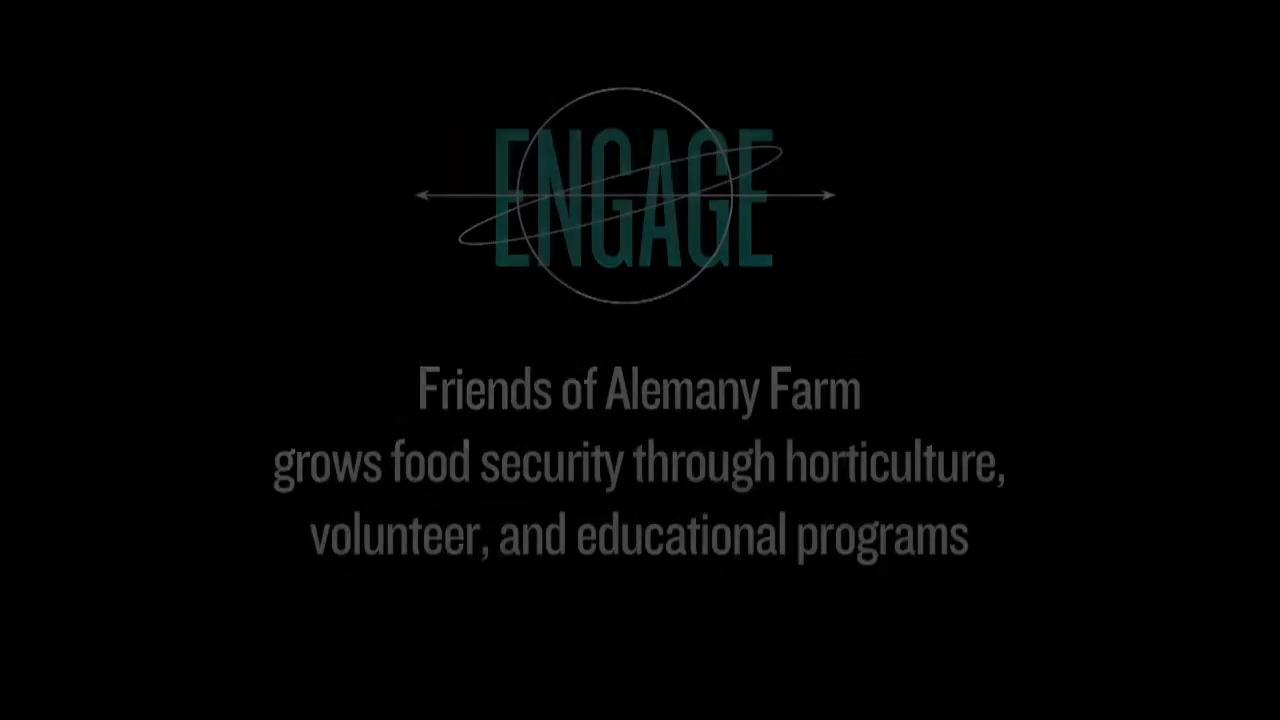 ENGAGE
Friends of Alemany Farm
grows food security through horticulture,
volunteer, and educational programs